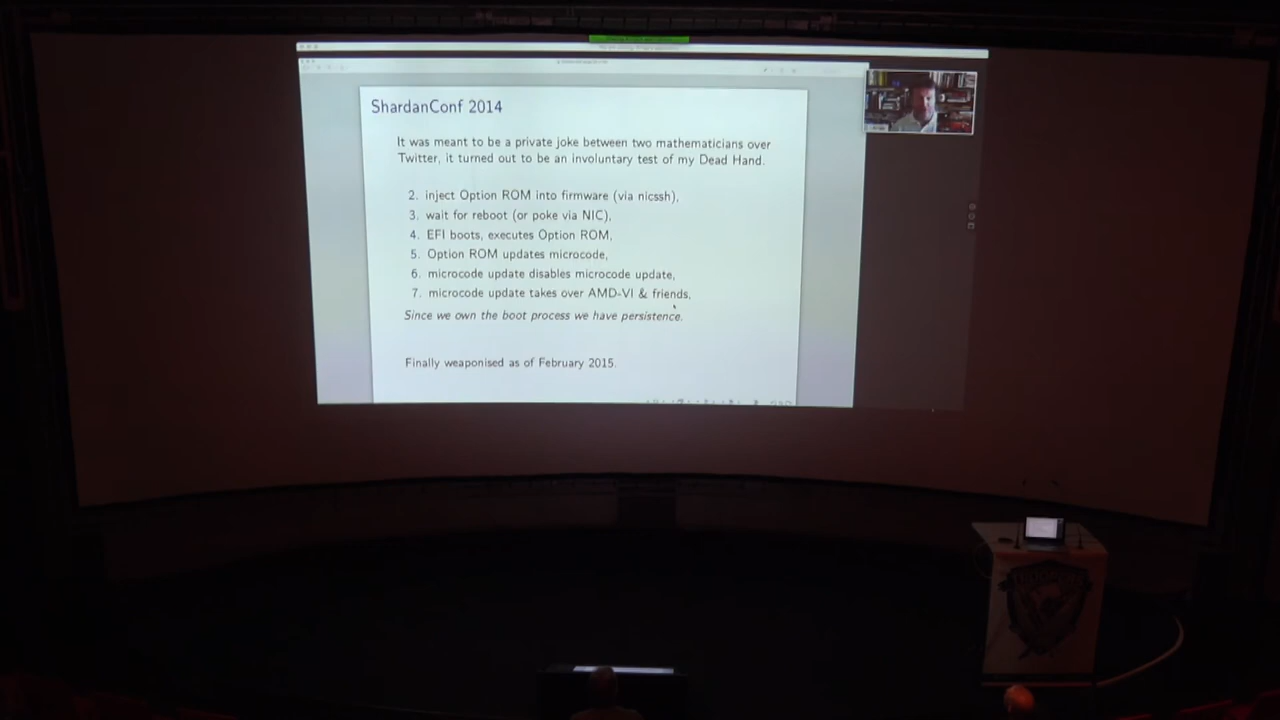 ShardanConf 2014
It was meant to be a private joke between two mathematicians over
Twitter, it turned out to be an involuntary test of my Dead Hand.
2. inject Option ROM into firmware (via nicssh),
3. wait for reboot (or poke via NIC),
4. EFI boots, executes Option ROM,
5. Option ROM updates microcode,
6. microcode update disables microcode update,
7. microcode update takes over AMD-VI & friends,
Since we own the boot process we have persistence.
Finally weaponised as of February 2015.